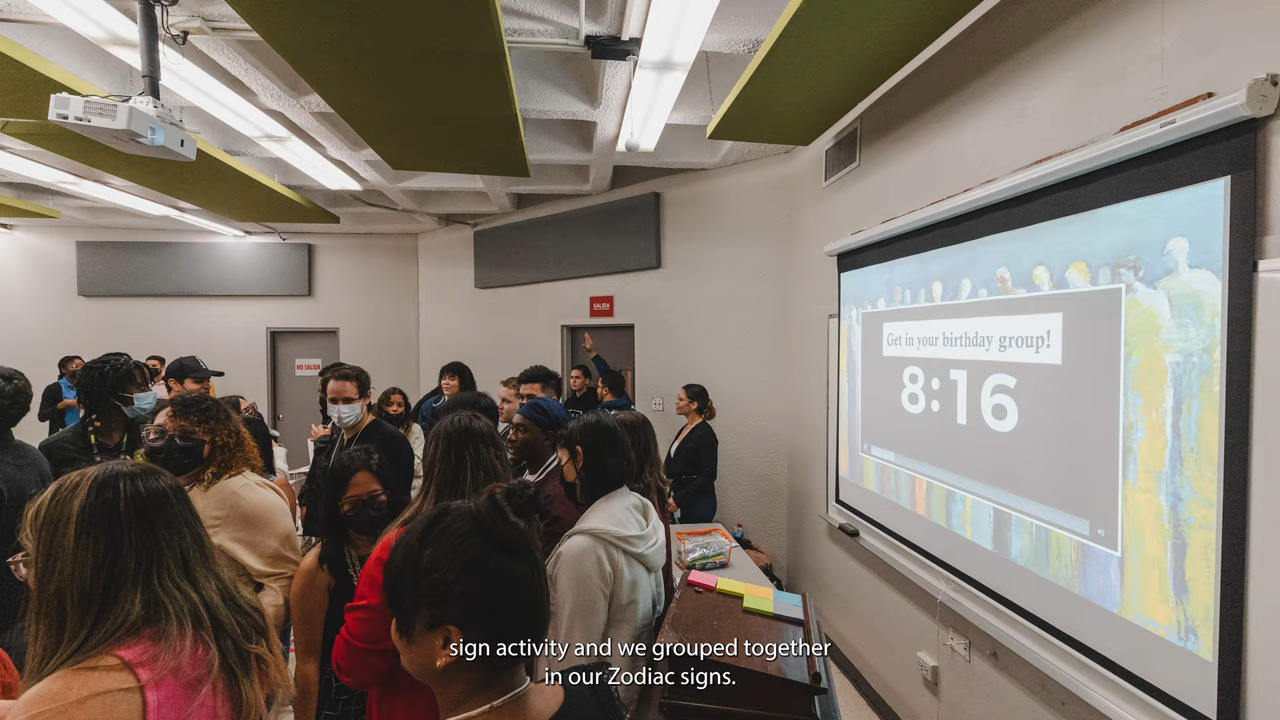 SALIDA
NO SALIDA
Get in your birthday group!
8:16
sign activity and we grouped together
in our Zodiac signs.